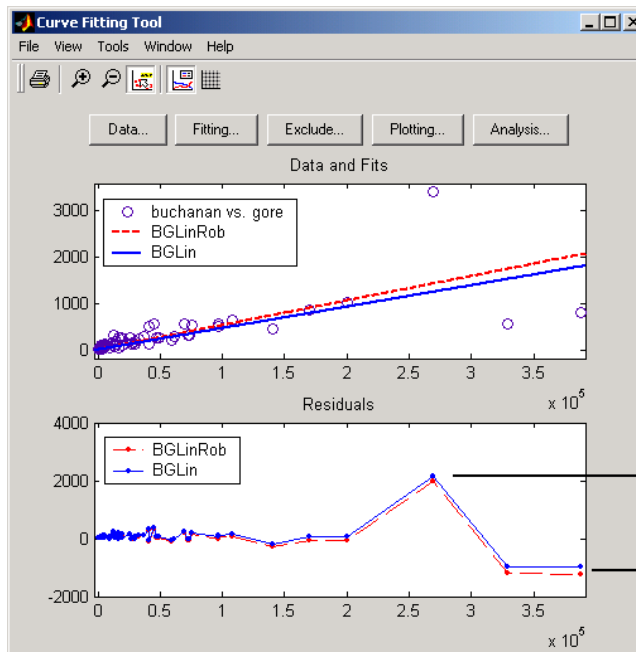 Curve Fitting Tool
File View Tools Window Help
Data... Fitting... Exclude... Plotting... Analysis...
Data and Fits
buchanan vs. gore
BGLinRob
BGLin
3000
2000
1000
0
0 0.5 1 1.5 2 2.5 3 3.5
x 10^5
Residuals
BGLinRob
BGLin
4000
2000
0
-2000
0 0.5 1 1.5 2 2.5 3 3.5
x 10^5